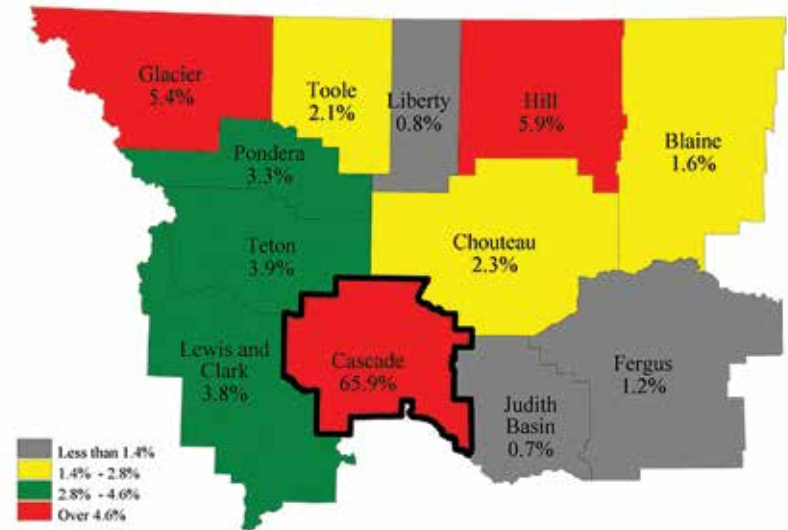 Glacier
5.4%
Toole
2.1%
Liberty
0.8%
Hill
5.9%
Blaine
1.6%
Pondera
3.3%
Teton
3.9%
Chouteau
2.3%
Lewis and
Clark
3.8%
Cascade
65.9%
Judith
Basin
0.7%
Fergus
1.2%
Less than 1.4%
1.4% - 2.8%
2.8% - 4.6%
Over 4.6%